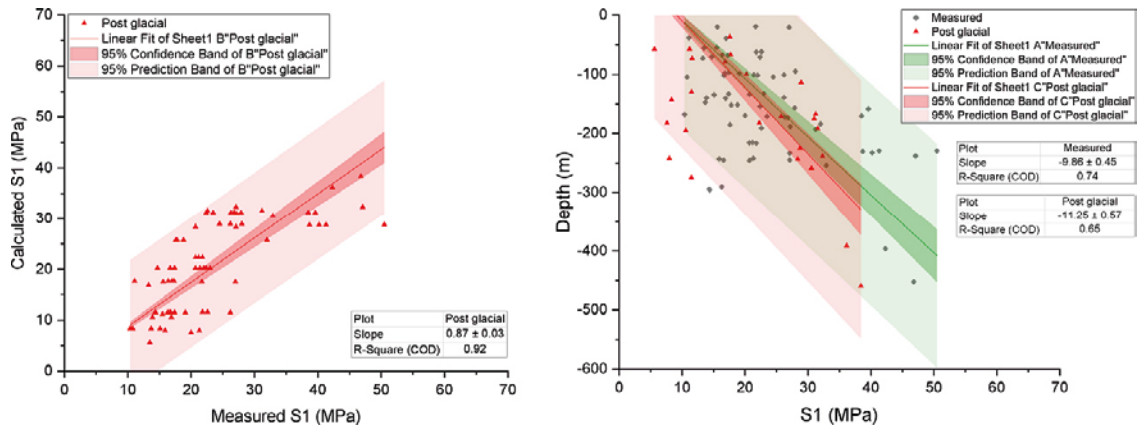 Post glacial
Linear Fit of Sheet1 B"Post glacial"
95% Confidence Band of B"Post glacial"
95% Prediction Band of B"Post glacial"
70
60
50
40
30
20
10
0
Calculated S1 (MPa)
Plot Post glacial
Slope 0.87 ± 0.03
R-Square (COD) 0.92
0 10 20 30 40 50 60 70
Measured S1 (MPa)
Measured
Post glacial
Linear Fit of Sheet1 A"Measured"
95% Confidence Band of A"Measured"
95% Prediction Band of A"Measured"
Linear Fit of Sheet1 C"Post glacial"
95% Confidence Band of C"Post glacial"
95% Prediction Band of C"Post glacial"
-0
-100
-200
-300
-400
-500
-600
Depth (m)
Plot Measured
Slope -9.86 ± 0.45
R-Square (COD) 0.74
Plot Post glacial
Slope -11.25 ± 0.57
R-Square (COD) 0.65
0 10 20 30 40 50 60 70
S1 (MPa)